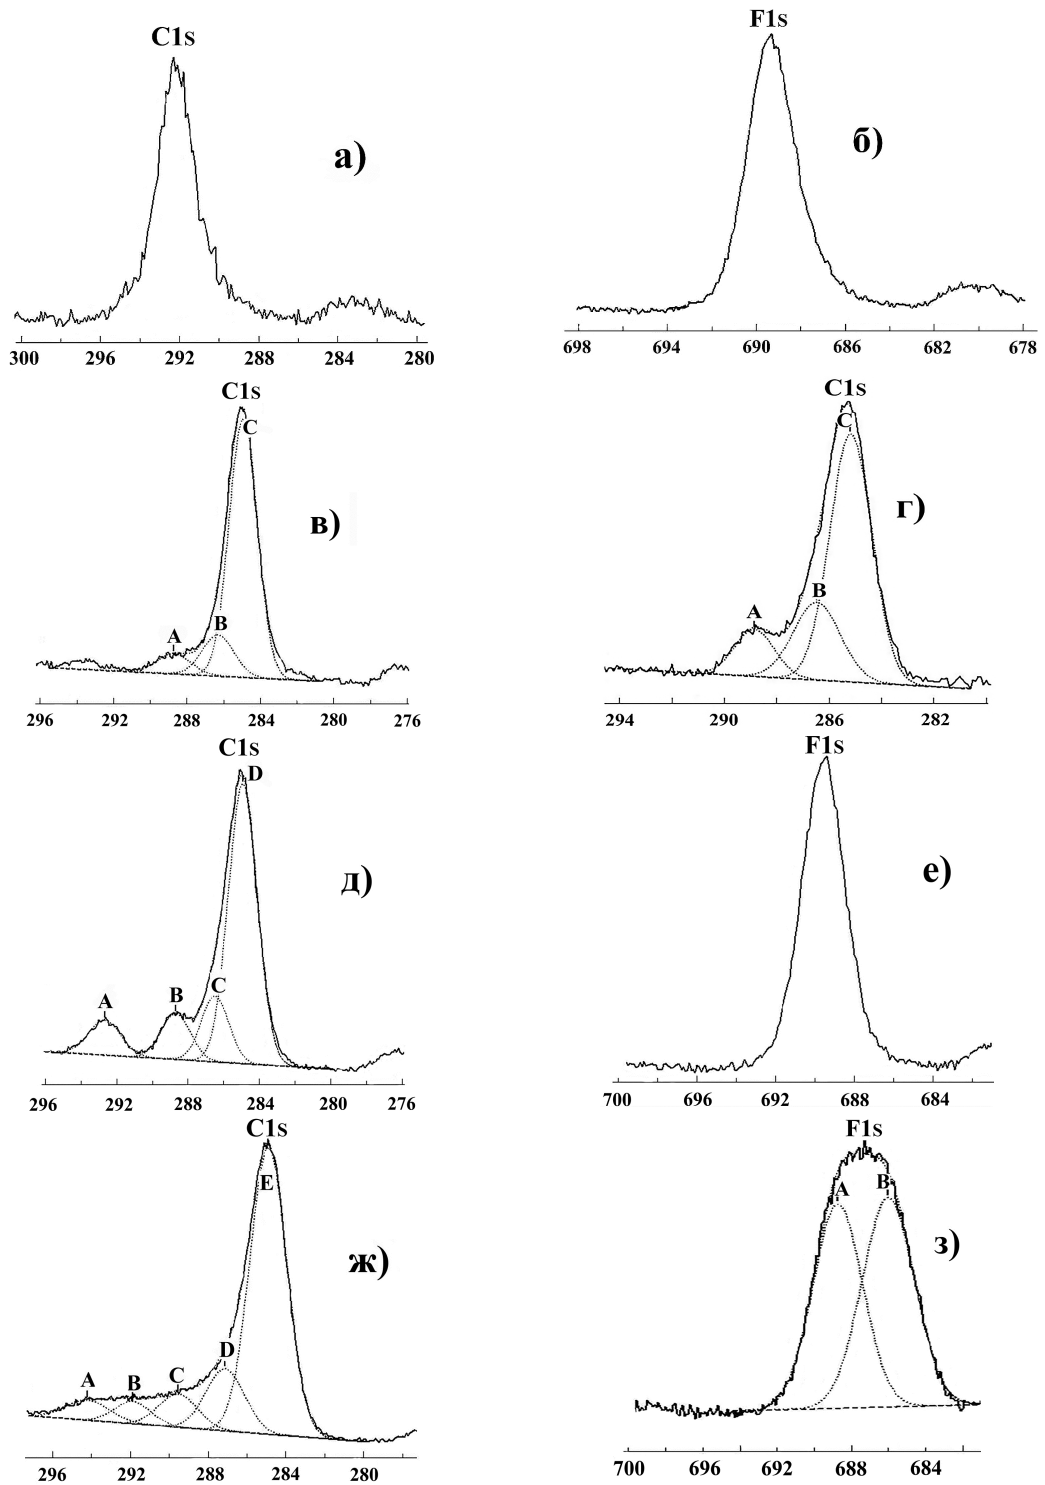 C1s
а)
300 296 292 288 284 280
F1s
б)
698 694 690 686 682 678
C1s
C
в)
A
B
296 292 288 284 280 276
C1s
C
г)
A
B
294 290 286 282
C1s
D
д)
A
B
C
296 292 288 284 280 276
F1s
е)
700 696 692 688 684
C1s
E
ж)
A
B
C
D
296 292 288 284 280
F1s
A
B
з)
700 696 692 688 684